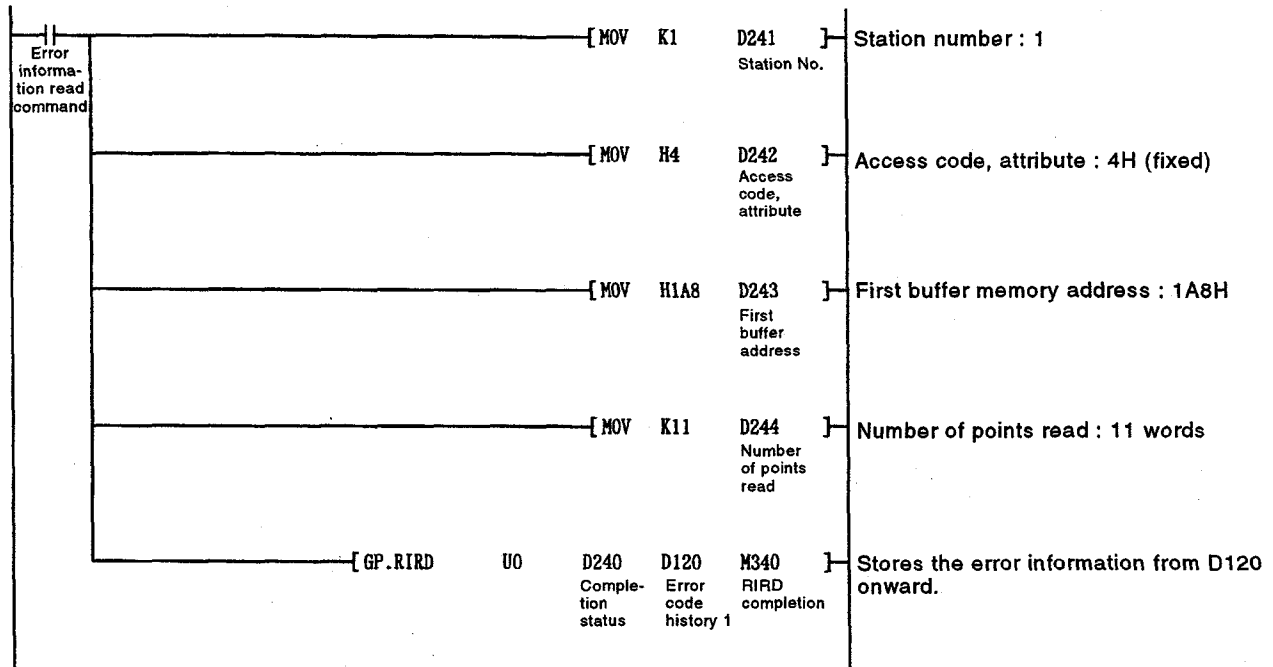 [ MOV K1 D241 ] Station number : 1
Station No.
Error
informa-
tion read
command
[ MOV H4 D242 ] Access code, attribute : 4H (fixed)
Access
code,
attribute
[ MOV H1A8 D243 ] First buffer memory address : 1A8H
First
buffer
address
[ MOV K11 D244 ] Number of points read : 11 words
Number
of points
read
[ GP.RIRD U0 D240 D120 M340 ] Stores the error information from D120
onward.
Comple-
tion
status
Error
code
history 1
RIRD
completion